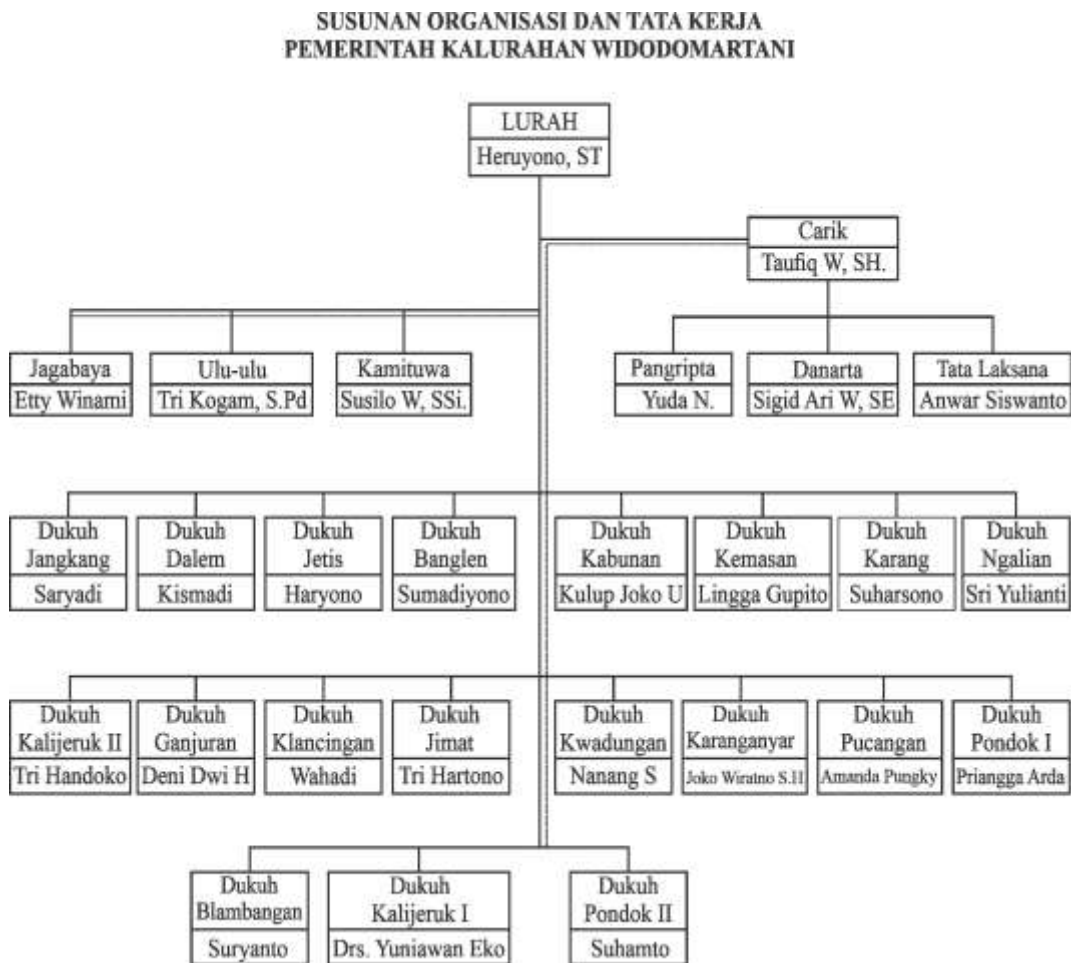 SUSUNAN ORGANISASI DAN TATA KERJA
PEMERINTAH KALURAHAN WIDODOMARTANI
LURAH
Heruyono, ST
Carik
Taufiq W, SH.
Jagabaya
Etty Winami
Ulu-ulu
Tri Kogam, S.Pd
Kamituwa
Susilo W, SSi.
Pangripta
Yuda N.
Danarta
Sigid Ari W, SE
Tata Laksana
Anwar Siswanto
Dukuh
Jangkang
Saryadi
Dukuh
Dalem
Kismadi
Dukuh
Jetis
Haryono
Dukuh
Banglen
Sumadiyono
Dukuh
Kabunan
Kulup Joko U
Dukuh
Kemasan
Lingga Gupito
Dukuh
Karang
Suharsono
Dukuh
Ngalian
Sri Yulianti
Dukuh
Kalijeruk II
Tri Handoko
Dukuh
Ganjuran
Deni Dwi H
Dukuh
Klancingan
Wahadi
Dukuh
Jimat
Tri Hartono
Dukuh
Kwadungan
Nanang S
Dukuh
Karanganyar
Joko Wiratno S.H
Dukuh
Pucangan
Amanda Pungky
Dukuh
Pondok I
Priangga Arda
Dukuh
Blambangan
Suryanto
Dukuh
Kalijeruk I
Drs. Yuniawan Eko
Dukuh
Pondok II
Suhamto